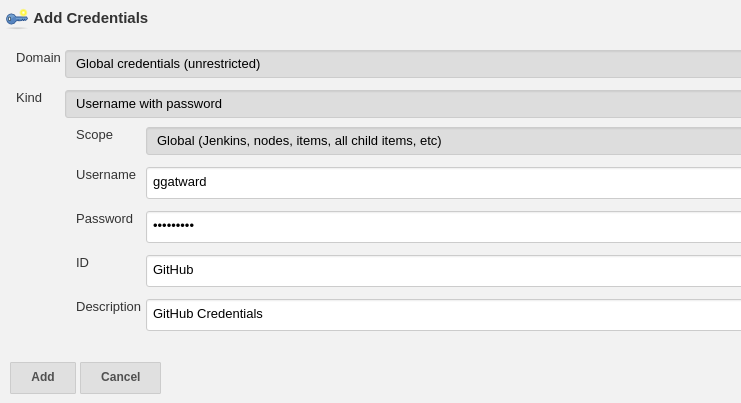 Add Credentials
Domain Global credentials (unrestricted)
Kind Username with password
Scope Global (Jenkins, nodes, items, all child items, etc)
Username ggatward
Password •••••••••
ID GitHub
Description GitHub Credentials
Add Cancel